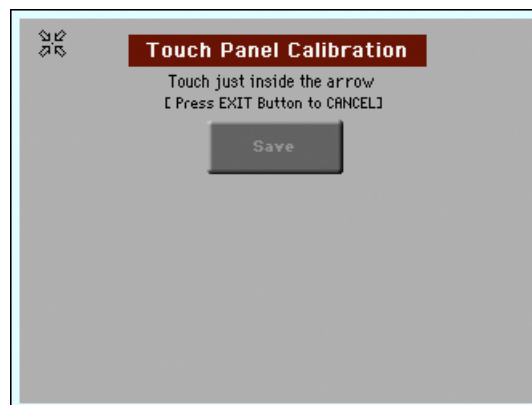 Touch Panel Calibration
Touch just inside the arrow
[ Press EXIT Button to CANCEL]
Save